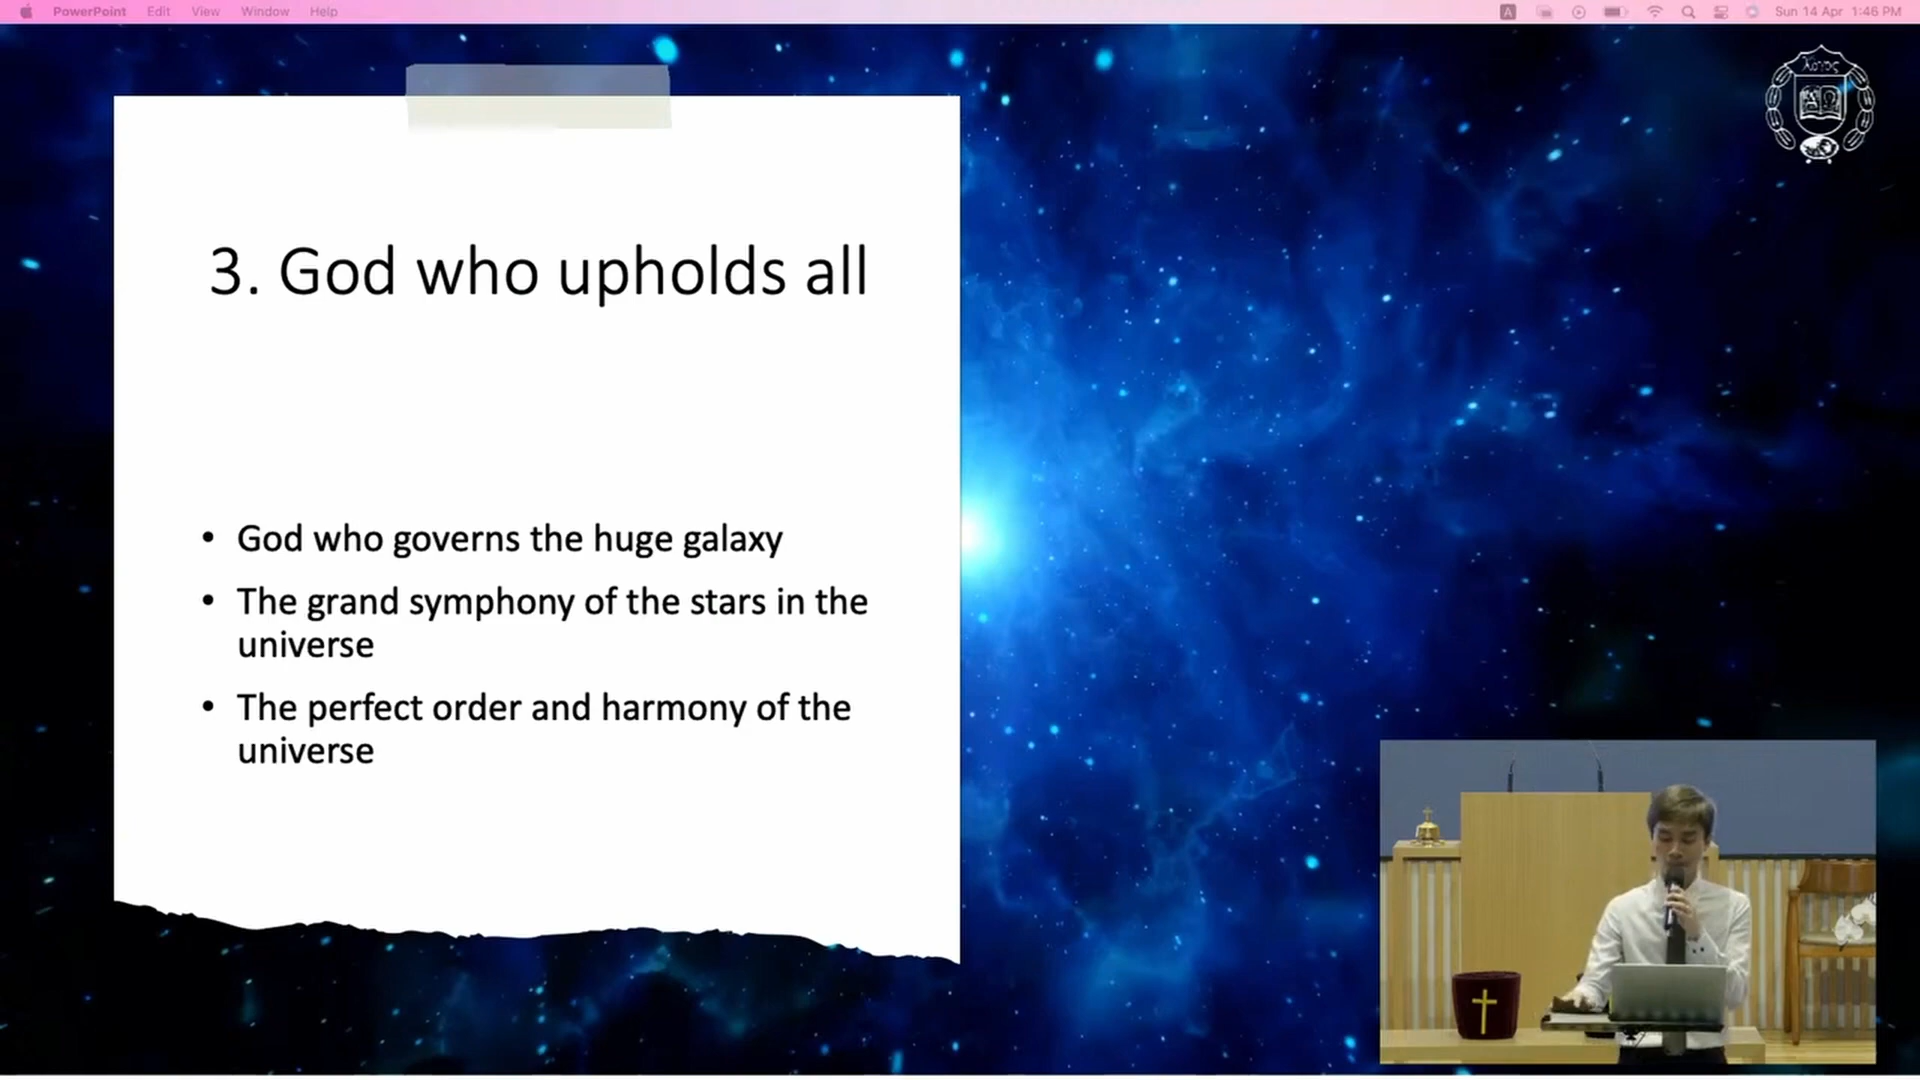 PowerPoint Edit View Window Help
A
Sun 14 Apr 1:46 PM
Λόγος
3. God who upholds all
• God who governs the huge galaxy
• The grand symphony of the stars in the
universe
• The perfect order and harmony of the
universe